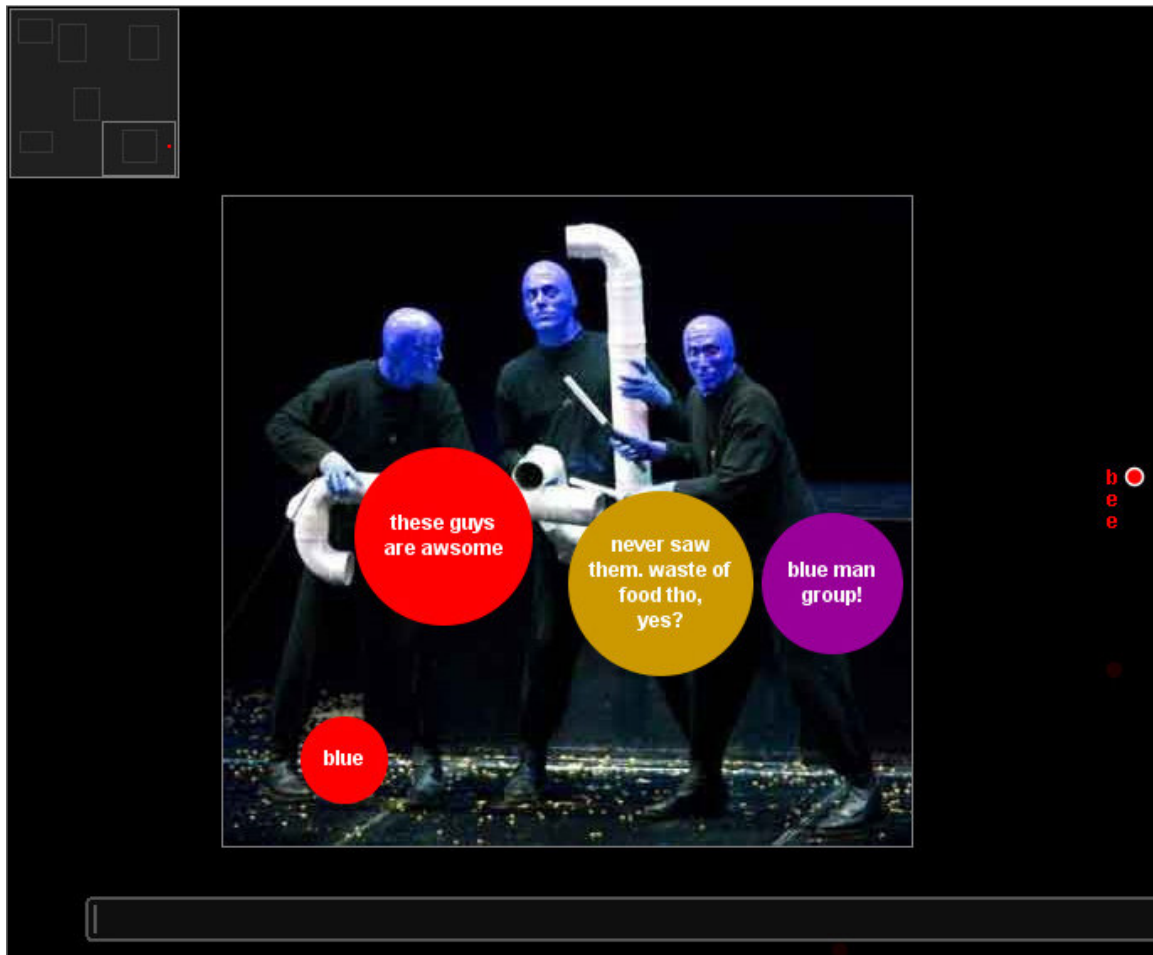 these guys
are awsome
never saw
them. waste of
food tho,
yes?
blue man
group!
blue
b
e
e